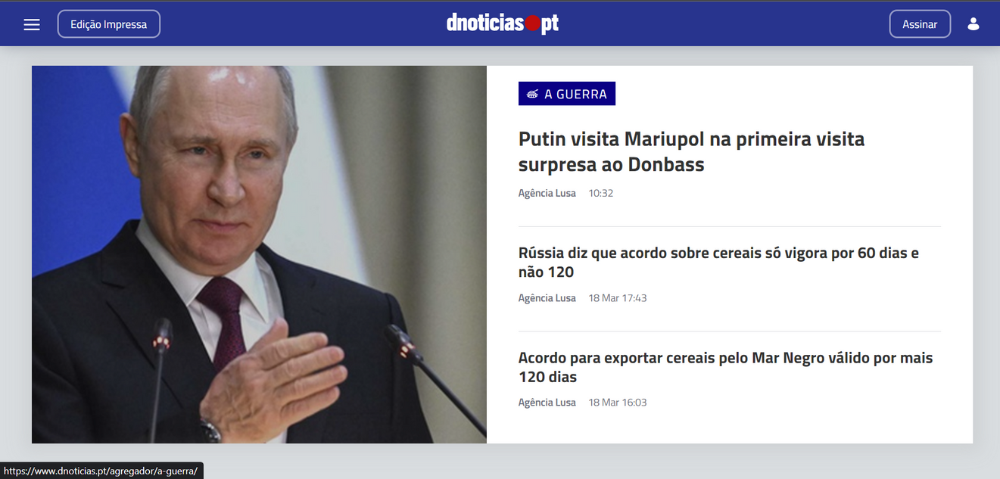 Edição Impressa
dnoticias.pt
Assinar
A GUERRA
Putin visita Mariupol na primeira visita
surpresa ao Donbass
Agência Lusa 10:32
Rússia diz que acordo sobre cereais só vigora por 60 dias e
não 120
Agência Lusa 18 Mar 17:43
Acordo para exportar cereais pelo Mar Negro válido por mais
120 dias
Agência Lusa 18 Mar 16:03
https://www.dnoticias.pt/agregador/a-guerra/